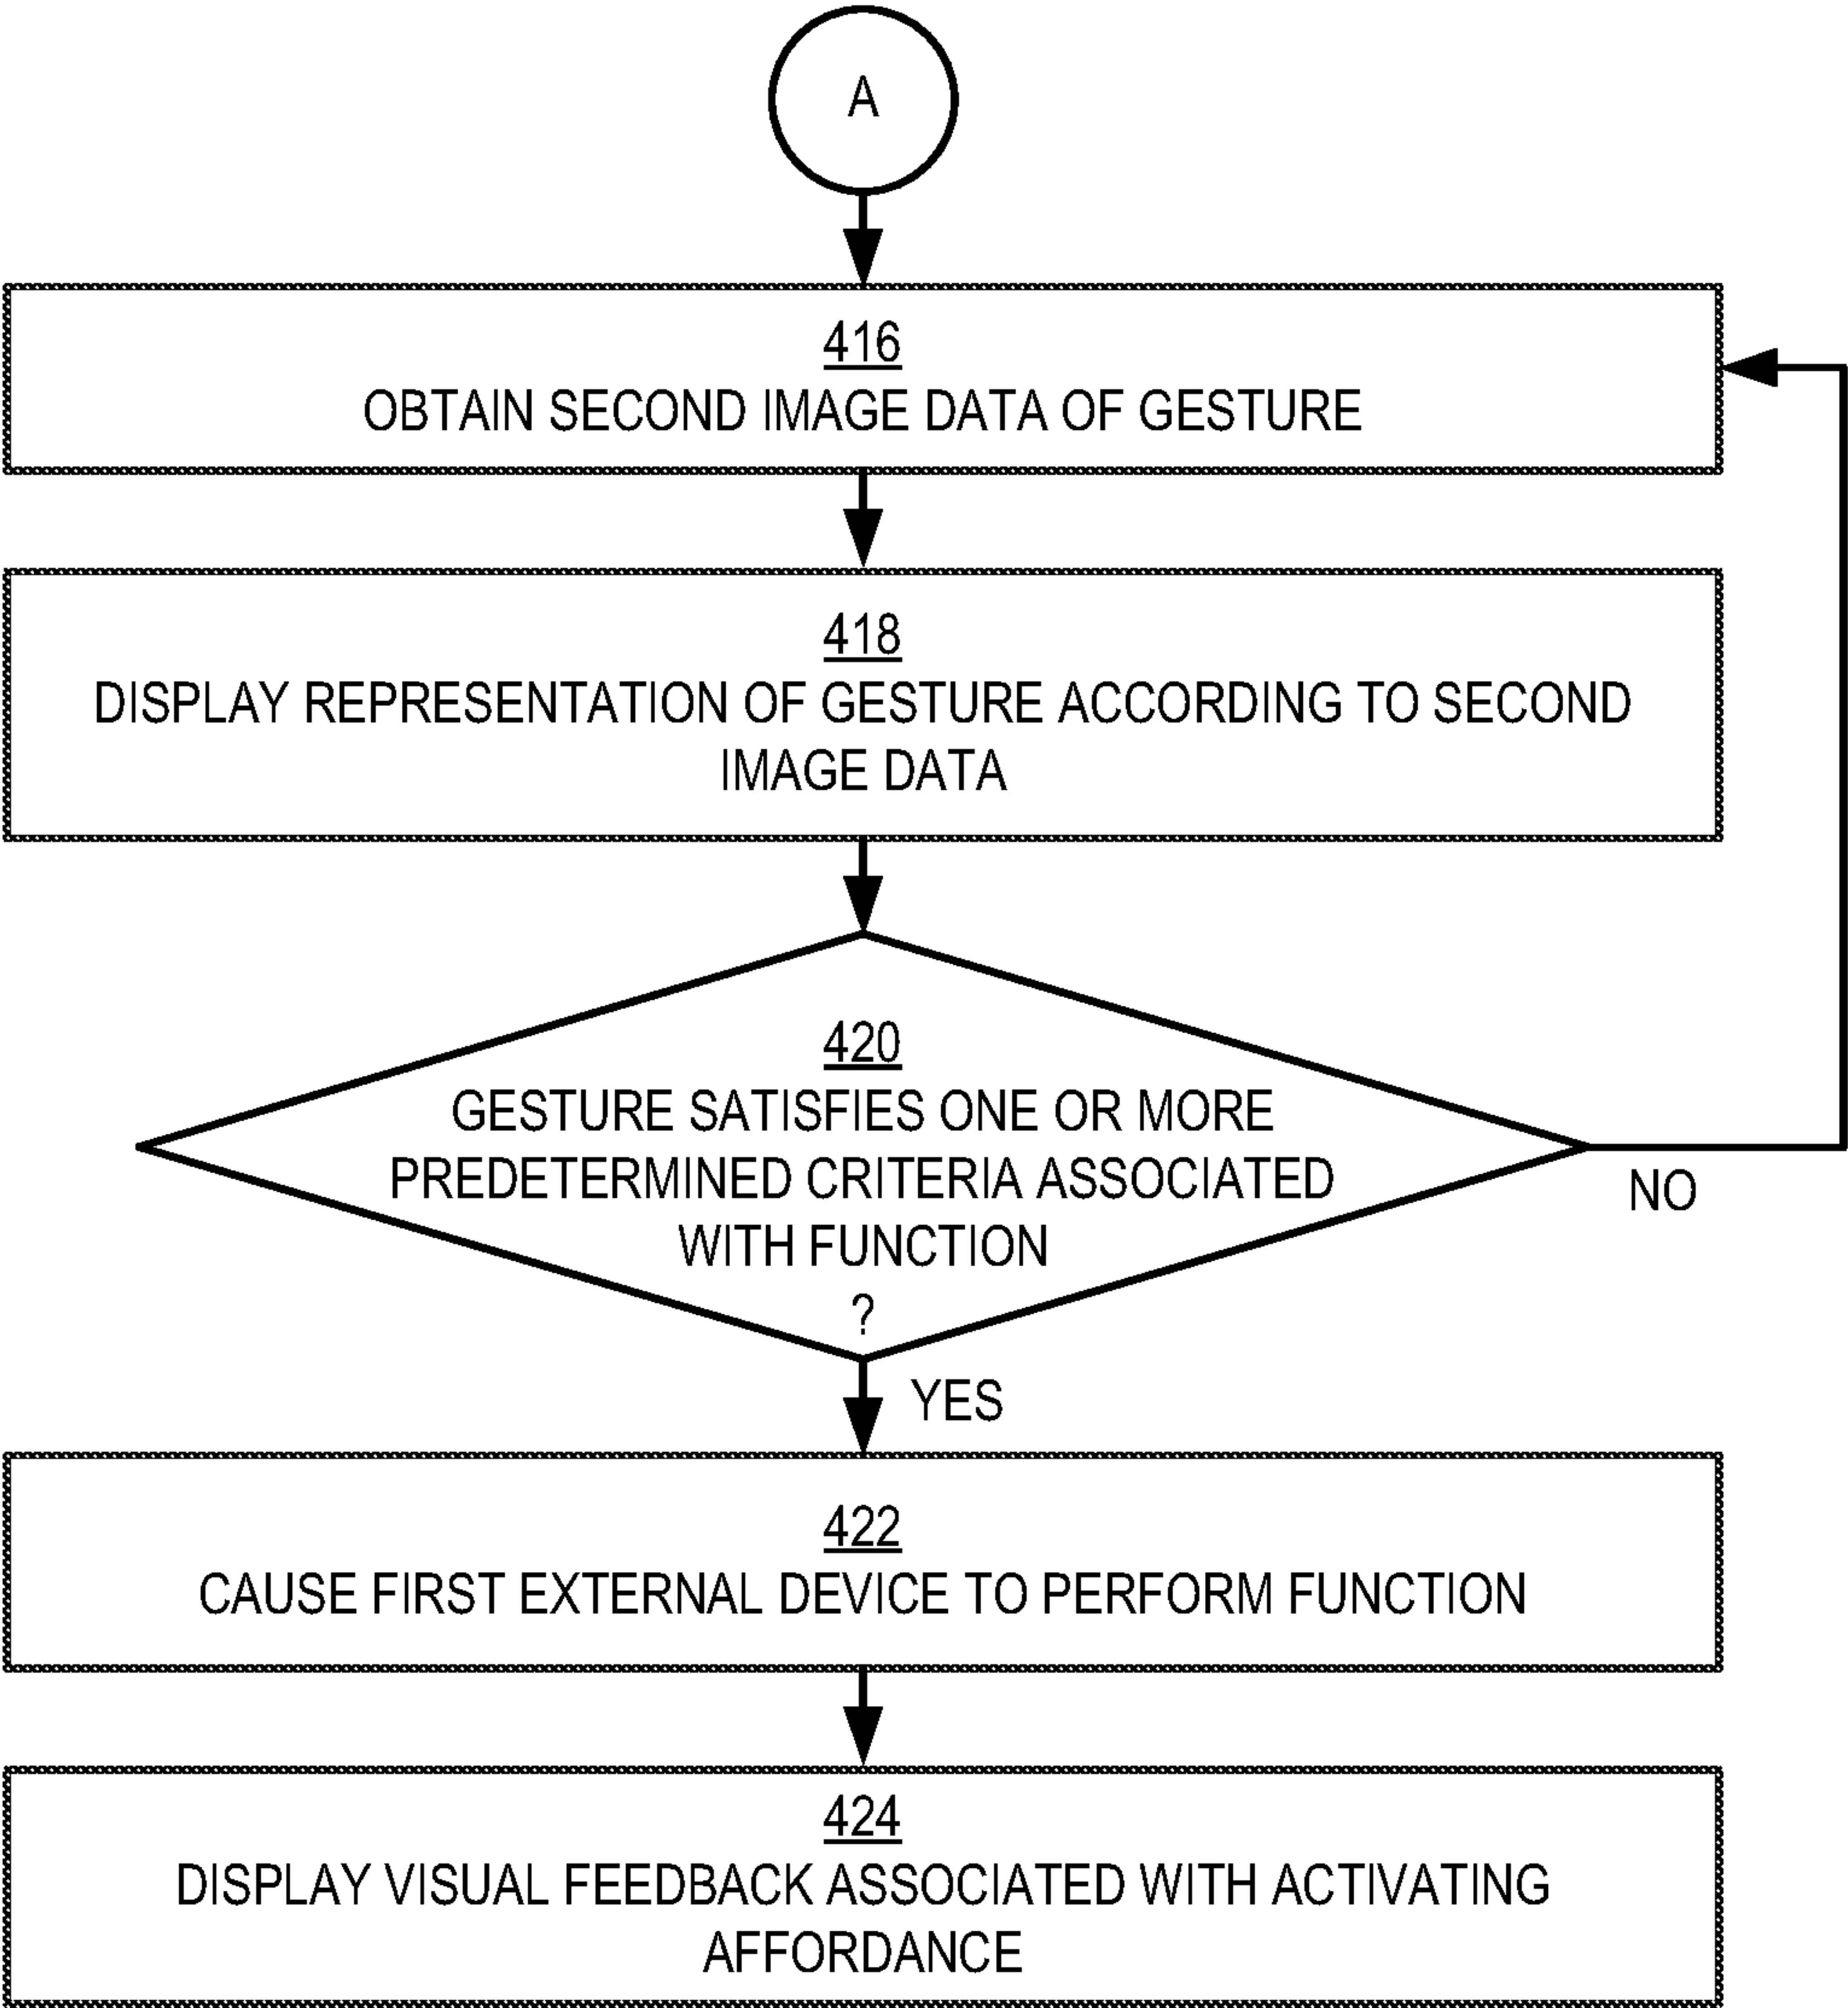 A
416
OBTAIN SECOND IMAGE DATA OF GESTURE
418
DISPLAY REPRESENTATION OF GESTURE ACCORDING TO SECOND
IMAGE DATA
420
GESTURE SATISFIES ONE OR MORE
PREDETERMINED CRITERIA ASSOCIATED
WITH FUNCTION
?
NO
YES
422
CAUSE FIRST EXTERNAL DEVICE TO PERFORM FUNCTION
424
DISPLAY VISUAL FEEDBACK ASSOCIATED WITH ACTIVATING
AFFORDANCE